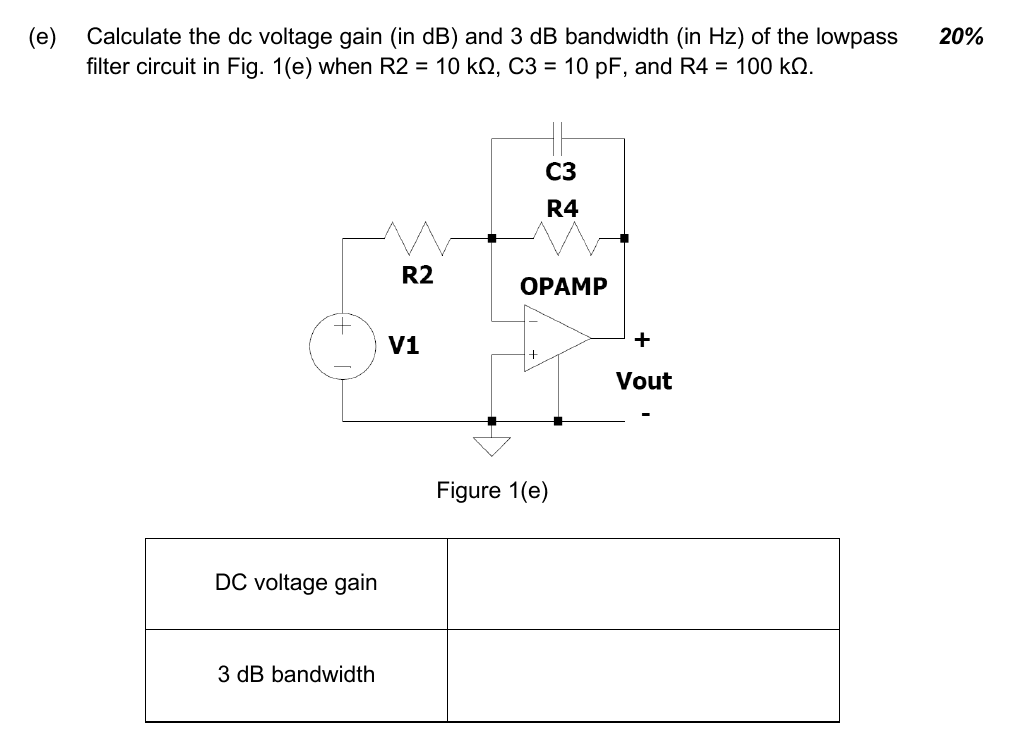 (e) Calculate the dc voltage gain (in dB) and 3 dB bandwidth (in Hz) of the lowpass 20%
filter circuit in Fig. 1(e) when R2 = 10 kΩ, C3 = 10 pF, and R4 = 100 kΩ.
C3
R4
R2
OPAMP
+
−
V1
−
+
+
Vout
-
Figure 1(e)
DC voltage gain
3 dB bandwidth